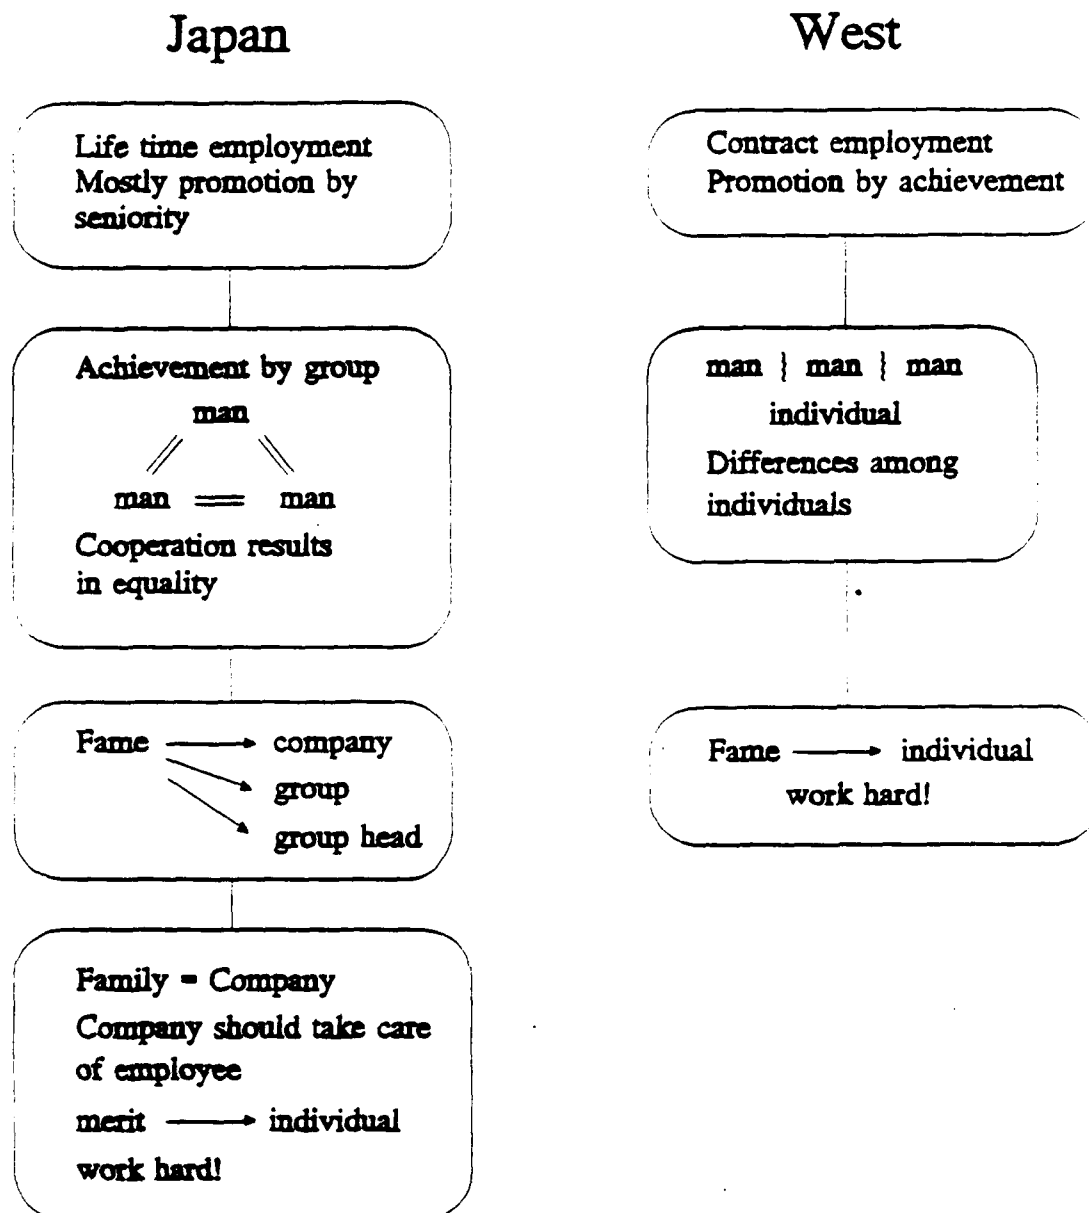 Japan
Life time employment
Mostly promotion by
seniority
Achievement by group
man
man == man
Cooperation results
in equality
Fame → company
group
group head
Family = Company
Company should take care
of employee
merit → individual
work hard!
West
Contract employment
Promotion by achievement
man } man } man
individual
Differences among
individuals
Fame → individual
work hard!